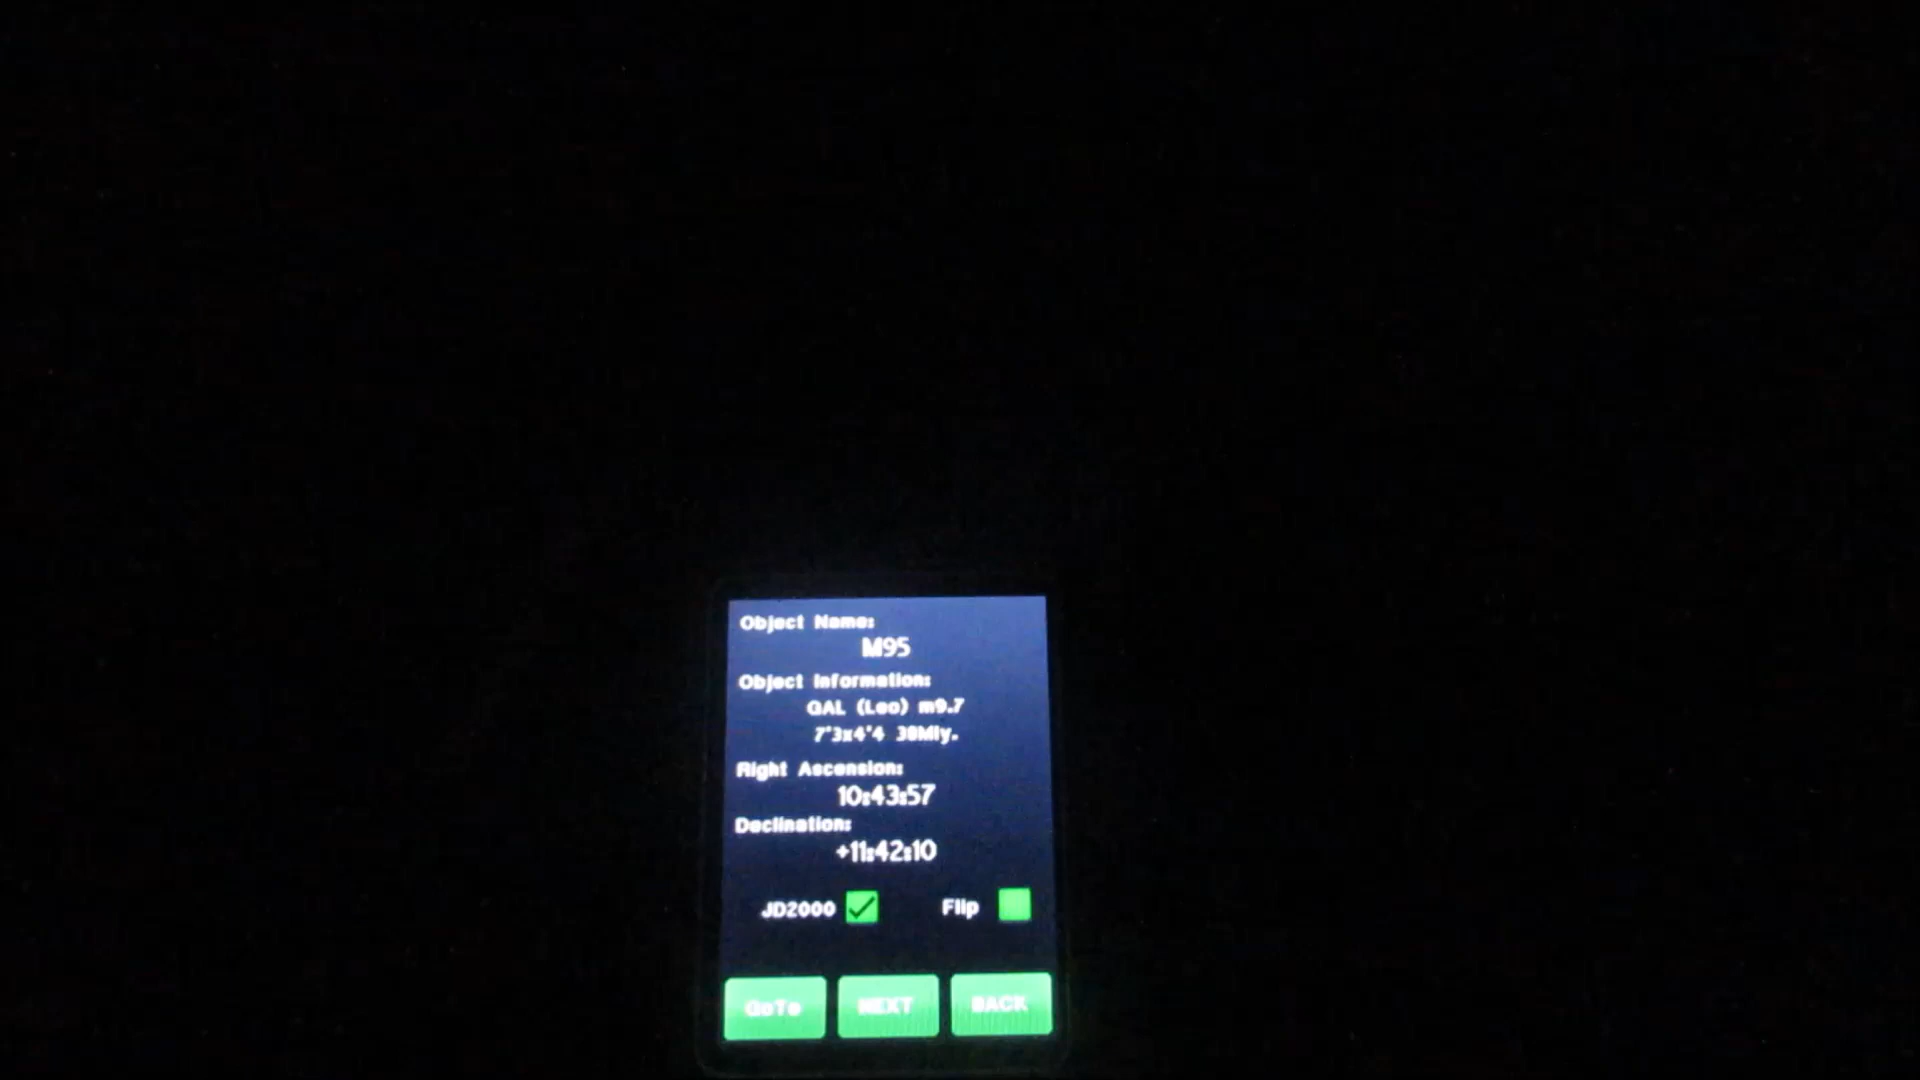 Object Name:
M95
Object Information:
GAL (Leo) m9.7
7'3x4'4 38Mly.
Right Ascension:
10:43:57
Declination:
+11:42:10
JD2000
Flip
GoTo NEXT BACK